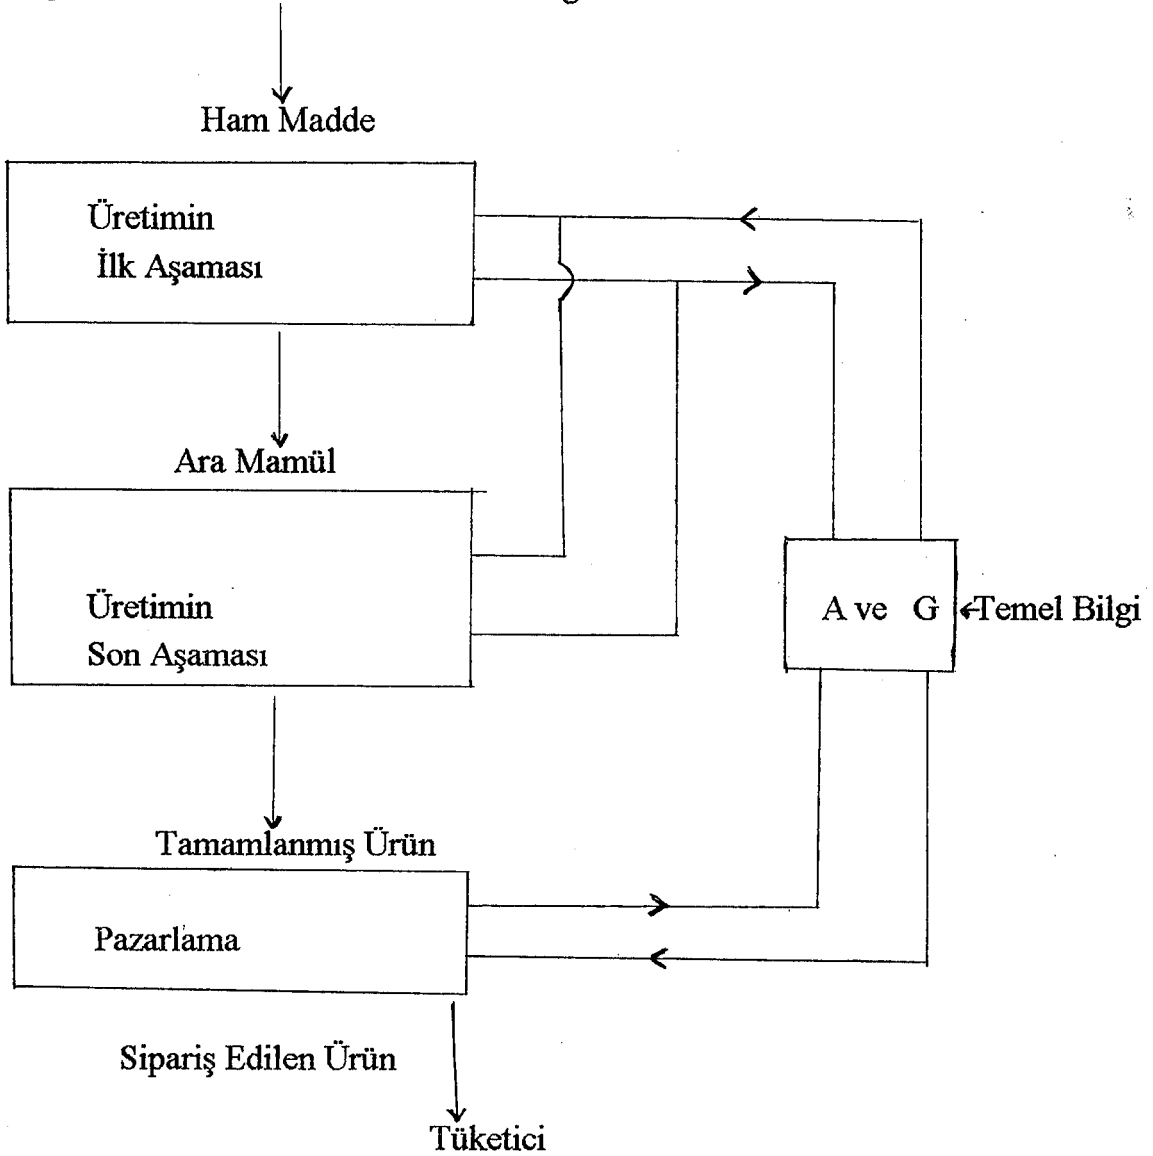 Ham Madde
Üretimin
İlk Aşaması
Ara Mamül
Üretimin
Son Aşaması
A ve G
Temel Bilgi
Tamamlanmış Ürün
Pazarlama
Sipariş Edilen Ürün
Tüketici